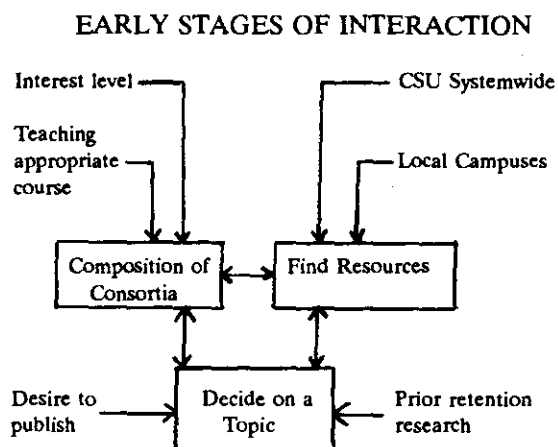 EARLY STAGES OF INTERACTION
Interest level
CSU Systemwide
Teaching
appropriate
course
Local Campuses
Composition of
Consortia
Find Resources
Desire to
publish
Decide on a
Topic
Prior retention
research